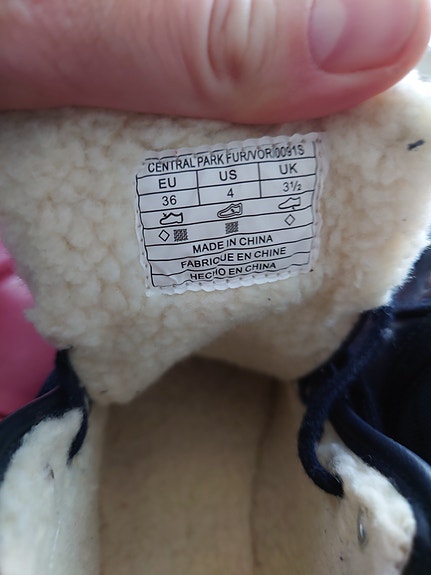 CENTRAL PARK FUR/VOR/0091S
EU US UK
36 4 3½
MADE IN CHINA
FABRIQUE EN CHINE
HECHO EN CHINA